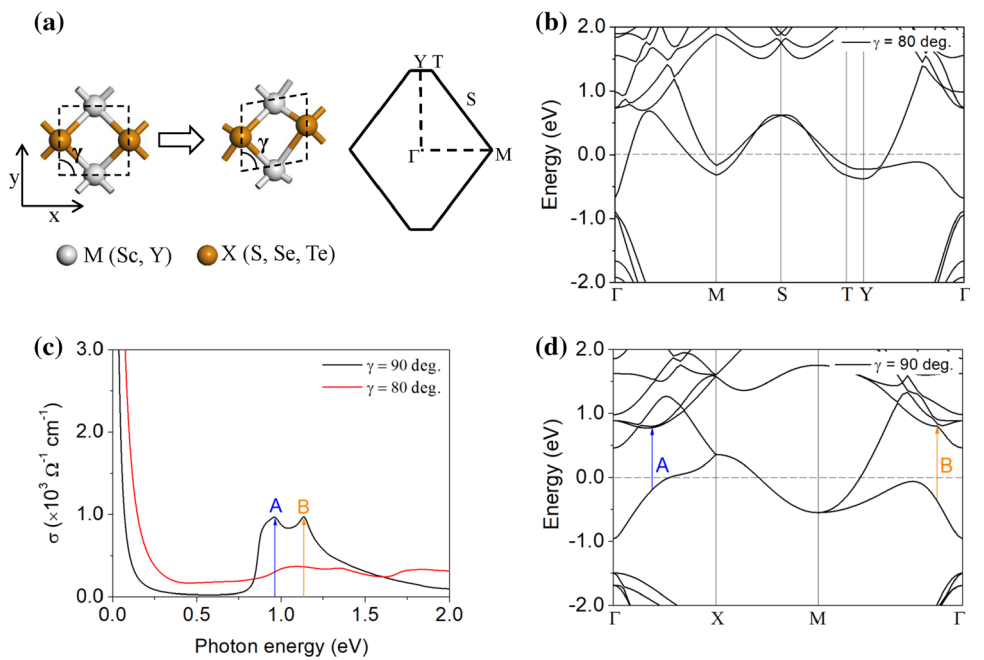 (a)
γ
γ
y
x
Y T
S
Γ
M
M (Sc, Y)
X (S, Se, Te)
(b)
γ = 80 deg.
Energy (eV)
2.0
1.0
0.0
-1.0
-2.0
Γ
M
S
T
Y
Γ
(c)
γ = 90 deg.
γ = 80 deg.
A
B
σ (×10³ Ω⁻¹ cm⁻¹)
3.0
2.0
1.0
0.0
0.0
0.5
1.0
1.5
2.0
Photon energy (eV)
(d)
γ = 90 deg.
A
B
Energy (eV)
2.0
1.0
0.0
-1.0
-2.0
Γ
X
M
Γ